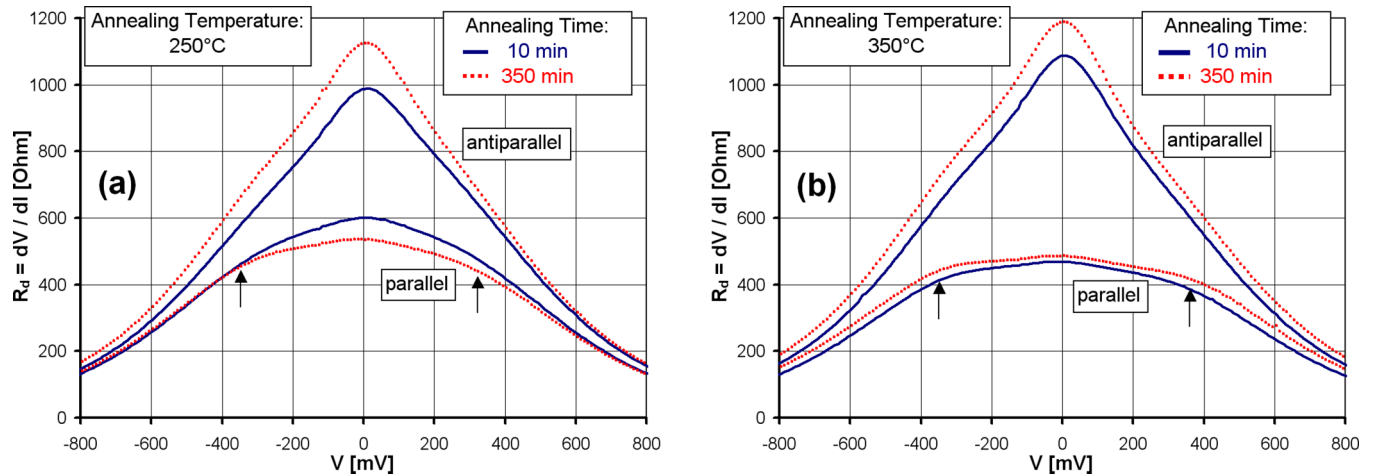 Annealing Temperature:
250°C
Annealing Time:
10 min
350 min
antiparallel
(a)
parallel
R_d = dV / dI [Ohm]
1200
1000
800
600
400
200
0
-800 -600 -400 -200 0 200 400 600 800
V [mV]
Annealing Temperature:
350°C
Annealing Time:
10 min
350 min
antiparallel
(b)
parallel
R_d = dV / dI [Ohm]
1200
1000
800
600
400
200
0
-800 -600 -400 -200 0 200 400 600 800
V [mV]